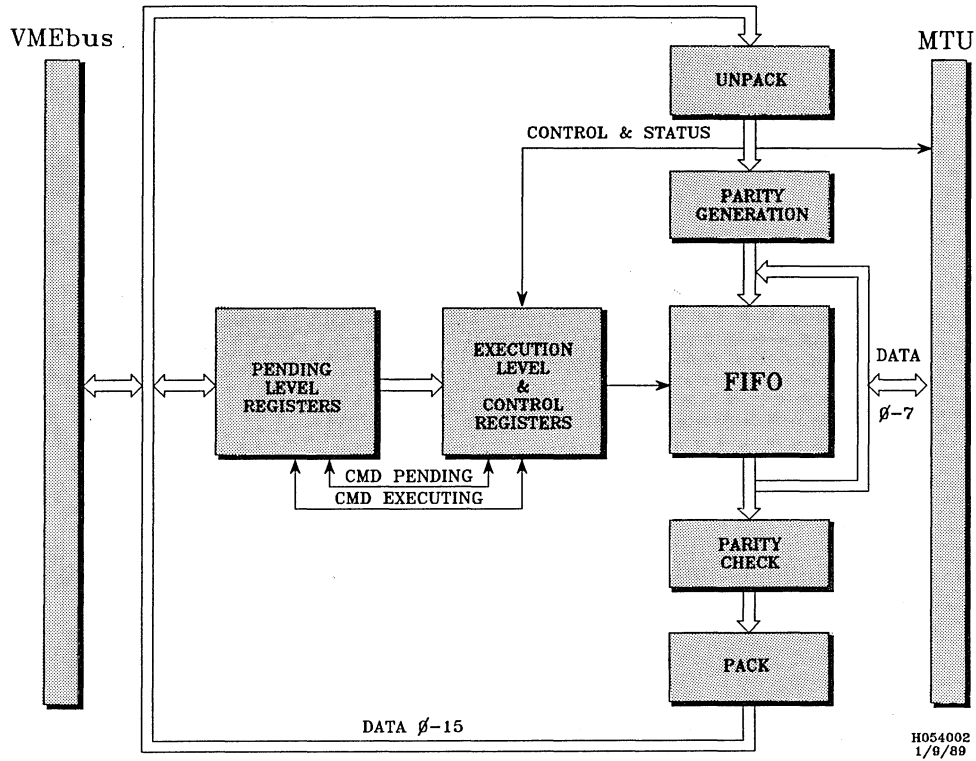 VMEbus
MTU
UNPACK
CONTROL & STATUS
PARITY
GENERATION
PENDING
LEVEL
REGISTERS
EXECUTION
LEVEL
&
CONTROL
REGISTERS
FIFO
DATA
Ø-7
CMD PENDING
CMD EXECUTING
PARITY
CHECK
PACK
DATA Ø-15
H054002
1/9/89